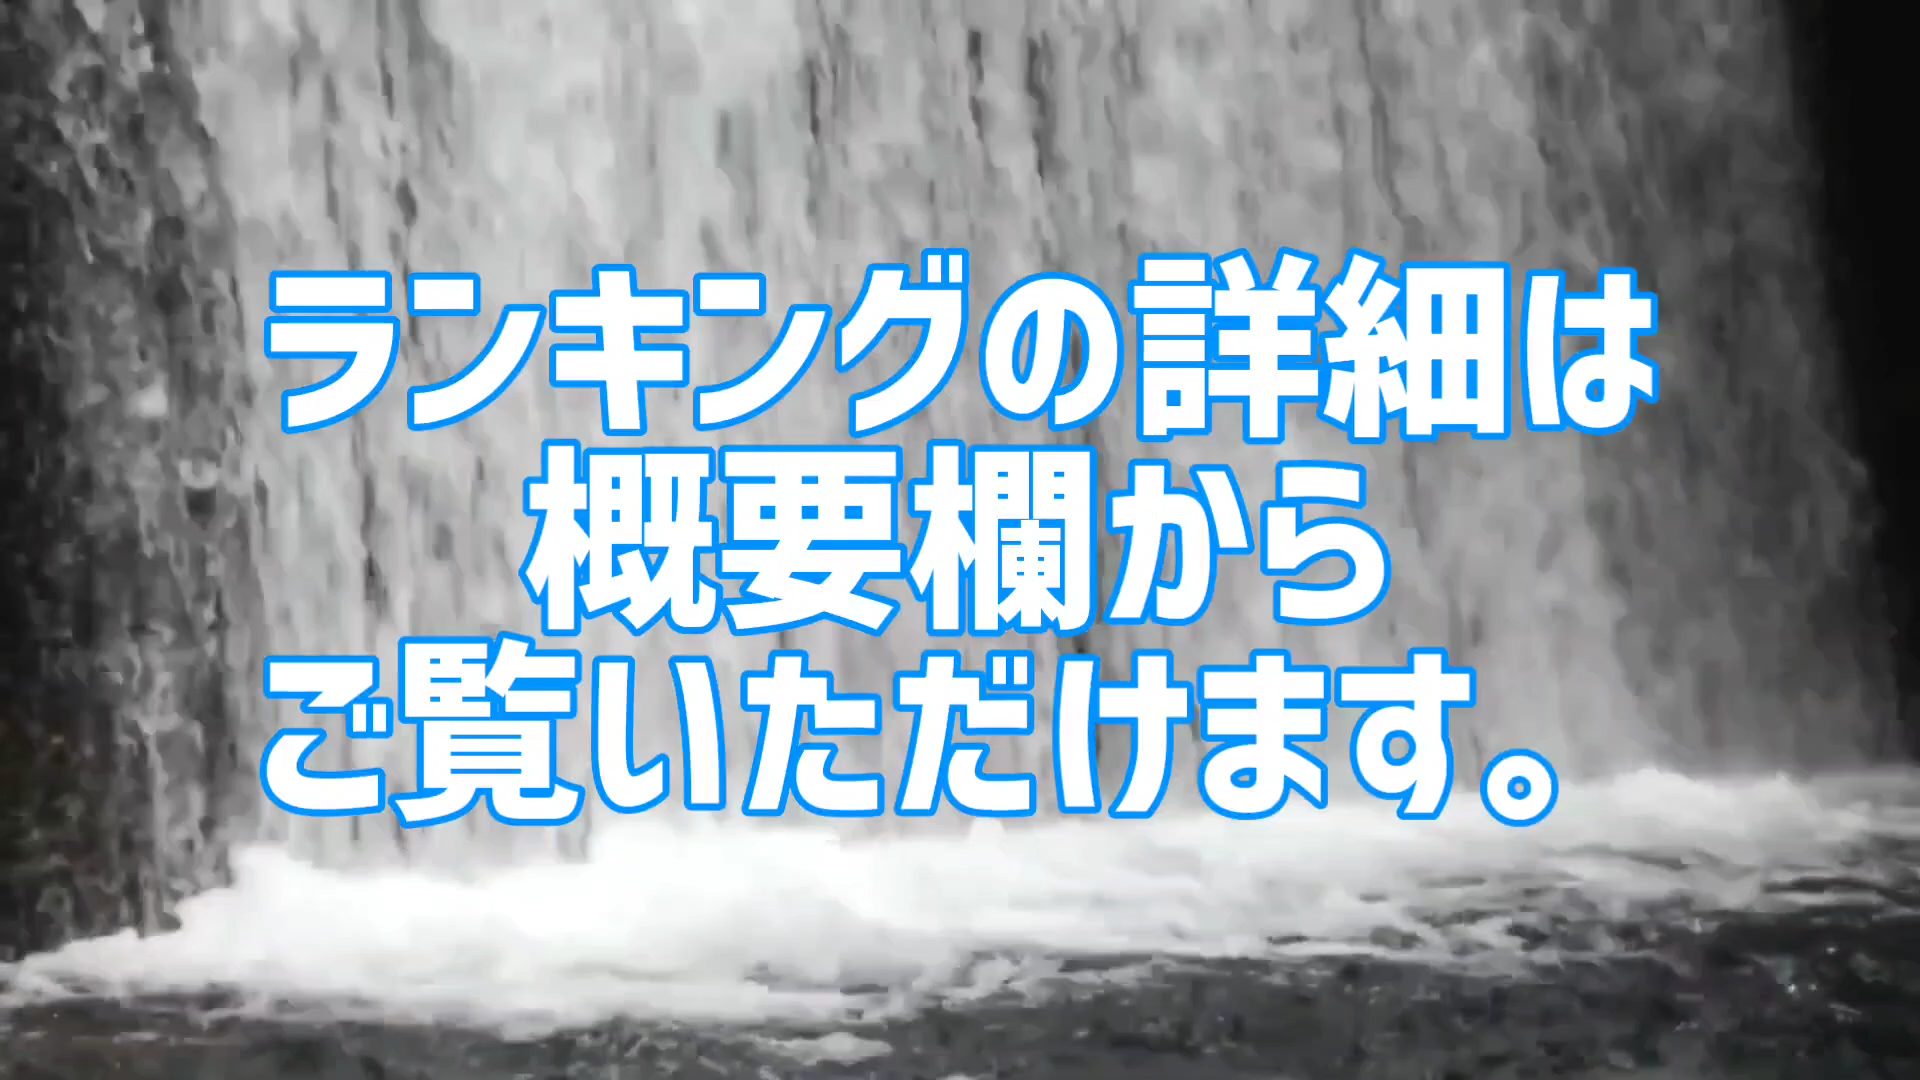 ランキングの詳細は
概要欄から
ご覧いただけます。